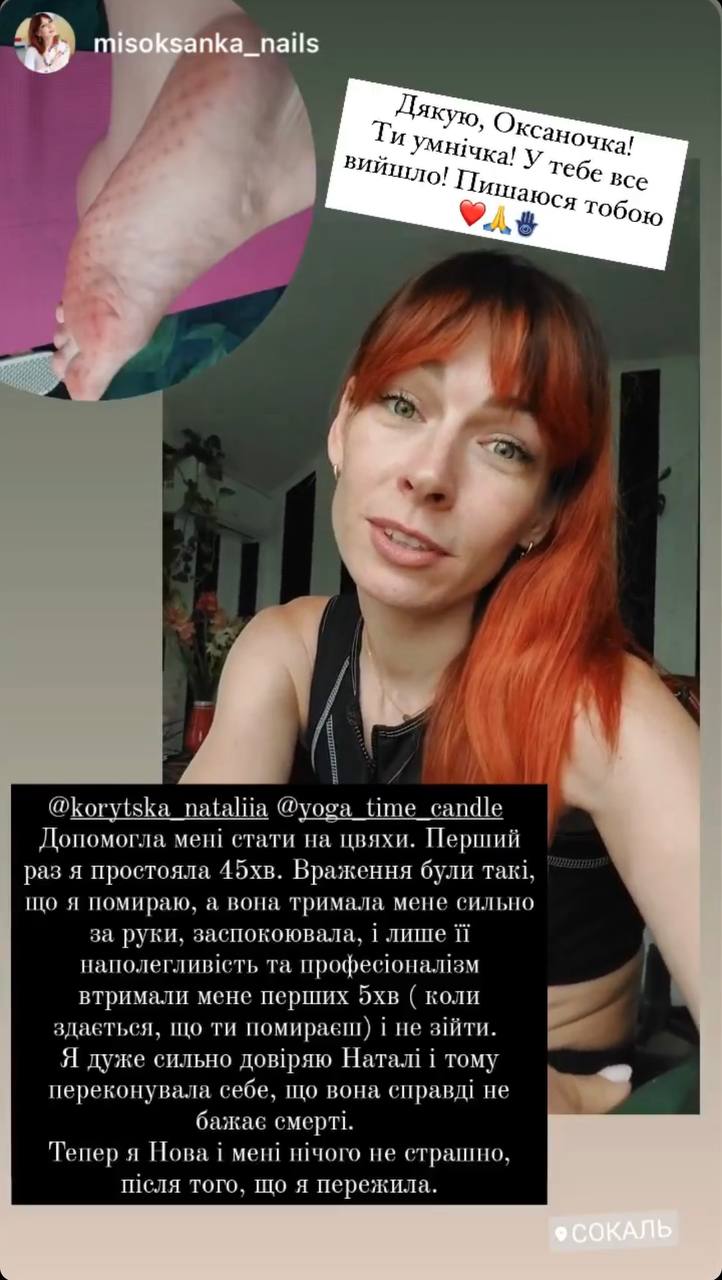 misoksanka_nails
Дякую, Оксаночка!
Ти умнічка! У тебе все
вийшло! Пишаюся тобою
❤️🙏🪬
@korytska_nataliia @yoga_time_candle
Допомогла мені стати на цвяхи. Перший
раз я простояла 45хв. Враження були такі,
що я помираю, а вона тримала мене сильно
за руки, заспокоювала, і лише її
наполегливість та професіоналізм
втримали мене перших 5хв ( коли
здається, що ти помираєш) і не зійти.
Я дуже сильно довіряю Наталі і тому
переконувала себе, що вона справді не
бажає смерті.
Тепер я Нова і мені нічого не страшно,
після того, що я пережила.
СОКАЛЬ